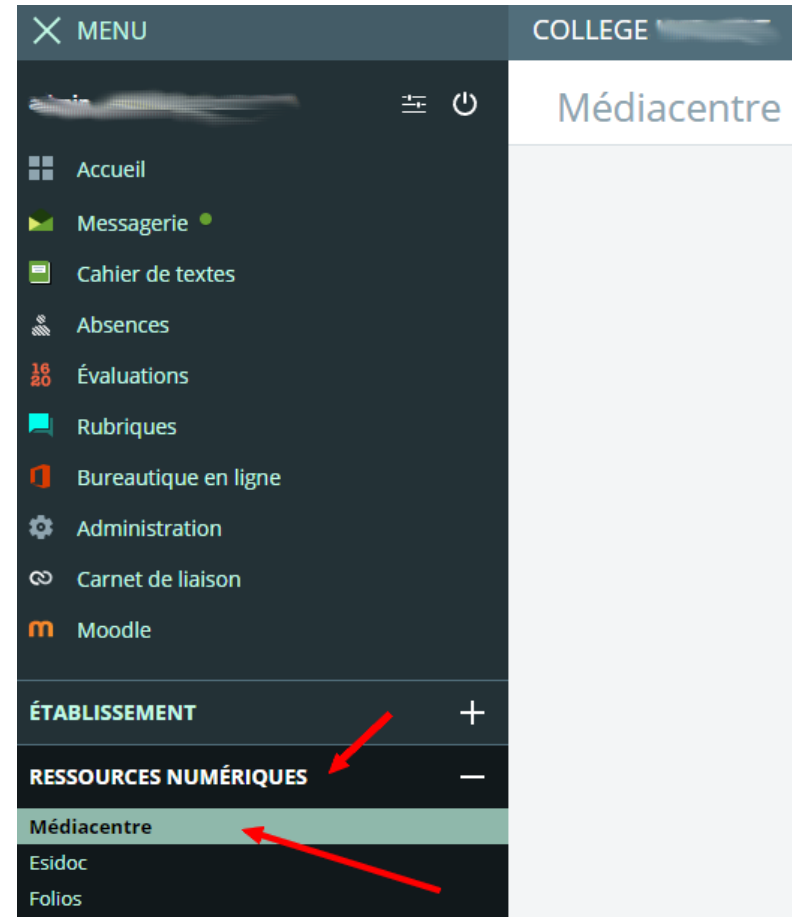 MENU
COLLEGE
Médiacentre
Accueil
Messagerie
Cahier de textes
Absences
16
20
Évaluations
Rubriques
Bureautique en ligne
Administration
Carnet de liaison
m
Moodle
ÉTABLISSEMENT
RESSOURCES NUMÉRIQUES
Médiacentre
Esidoc
Folios